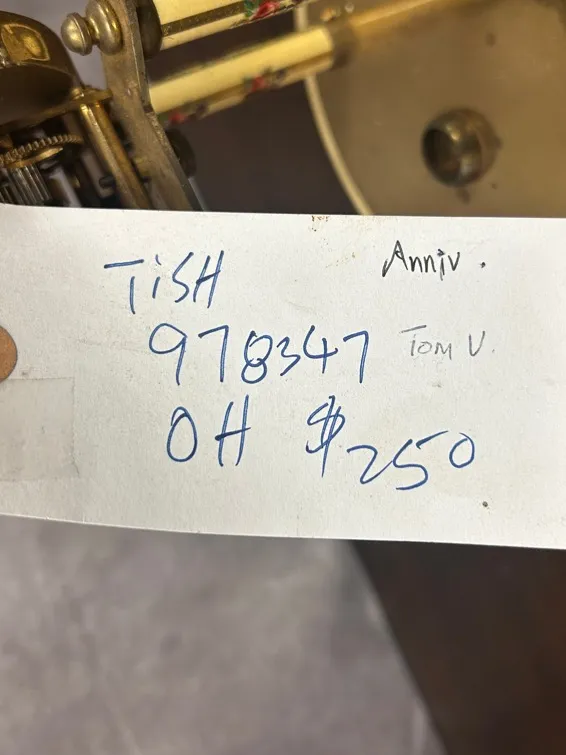 TiSH Anniv.
978347 Tom V.
OH $250